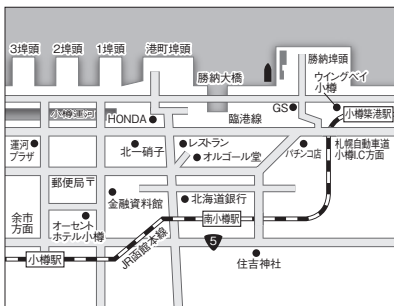 3埠頭
2埠頭
1埠頭
港町埠頭
勝納埠頭
勝納大橋
ウイングベイ
小樽
小樽運河
HONDA
臨港線
GS
小樽築港駅
運河
プラザ
北一硝子
レストラン
オルゴール堂
パチンコ店
札幌自動車道
小樽I.C方面
郵便局〒
金融資料館
北海道銀行
余市
方面
オーセント
ホテル小樽
南小樽駅
5
JR函館本線
小樽駅
住吉神社